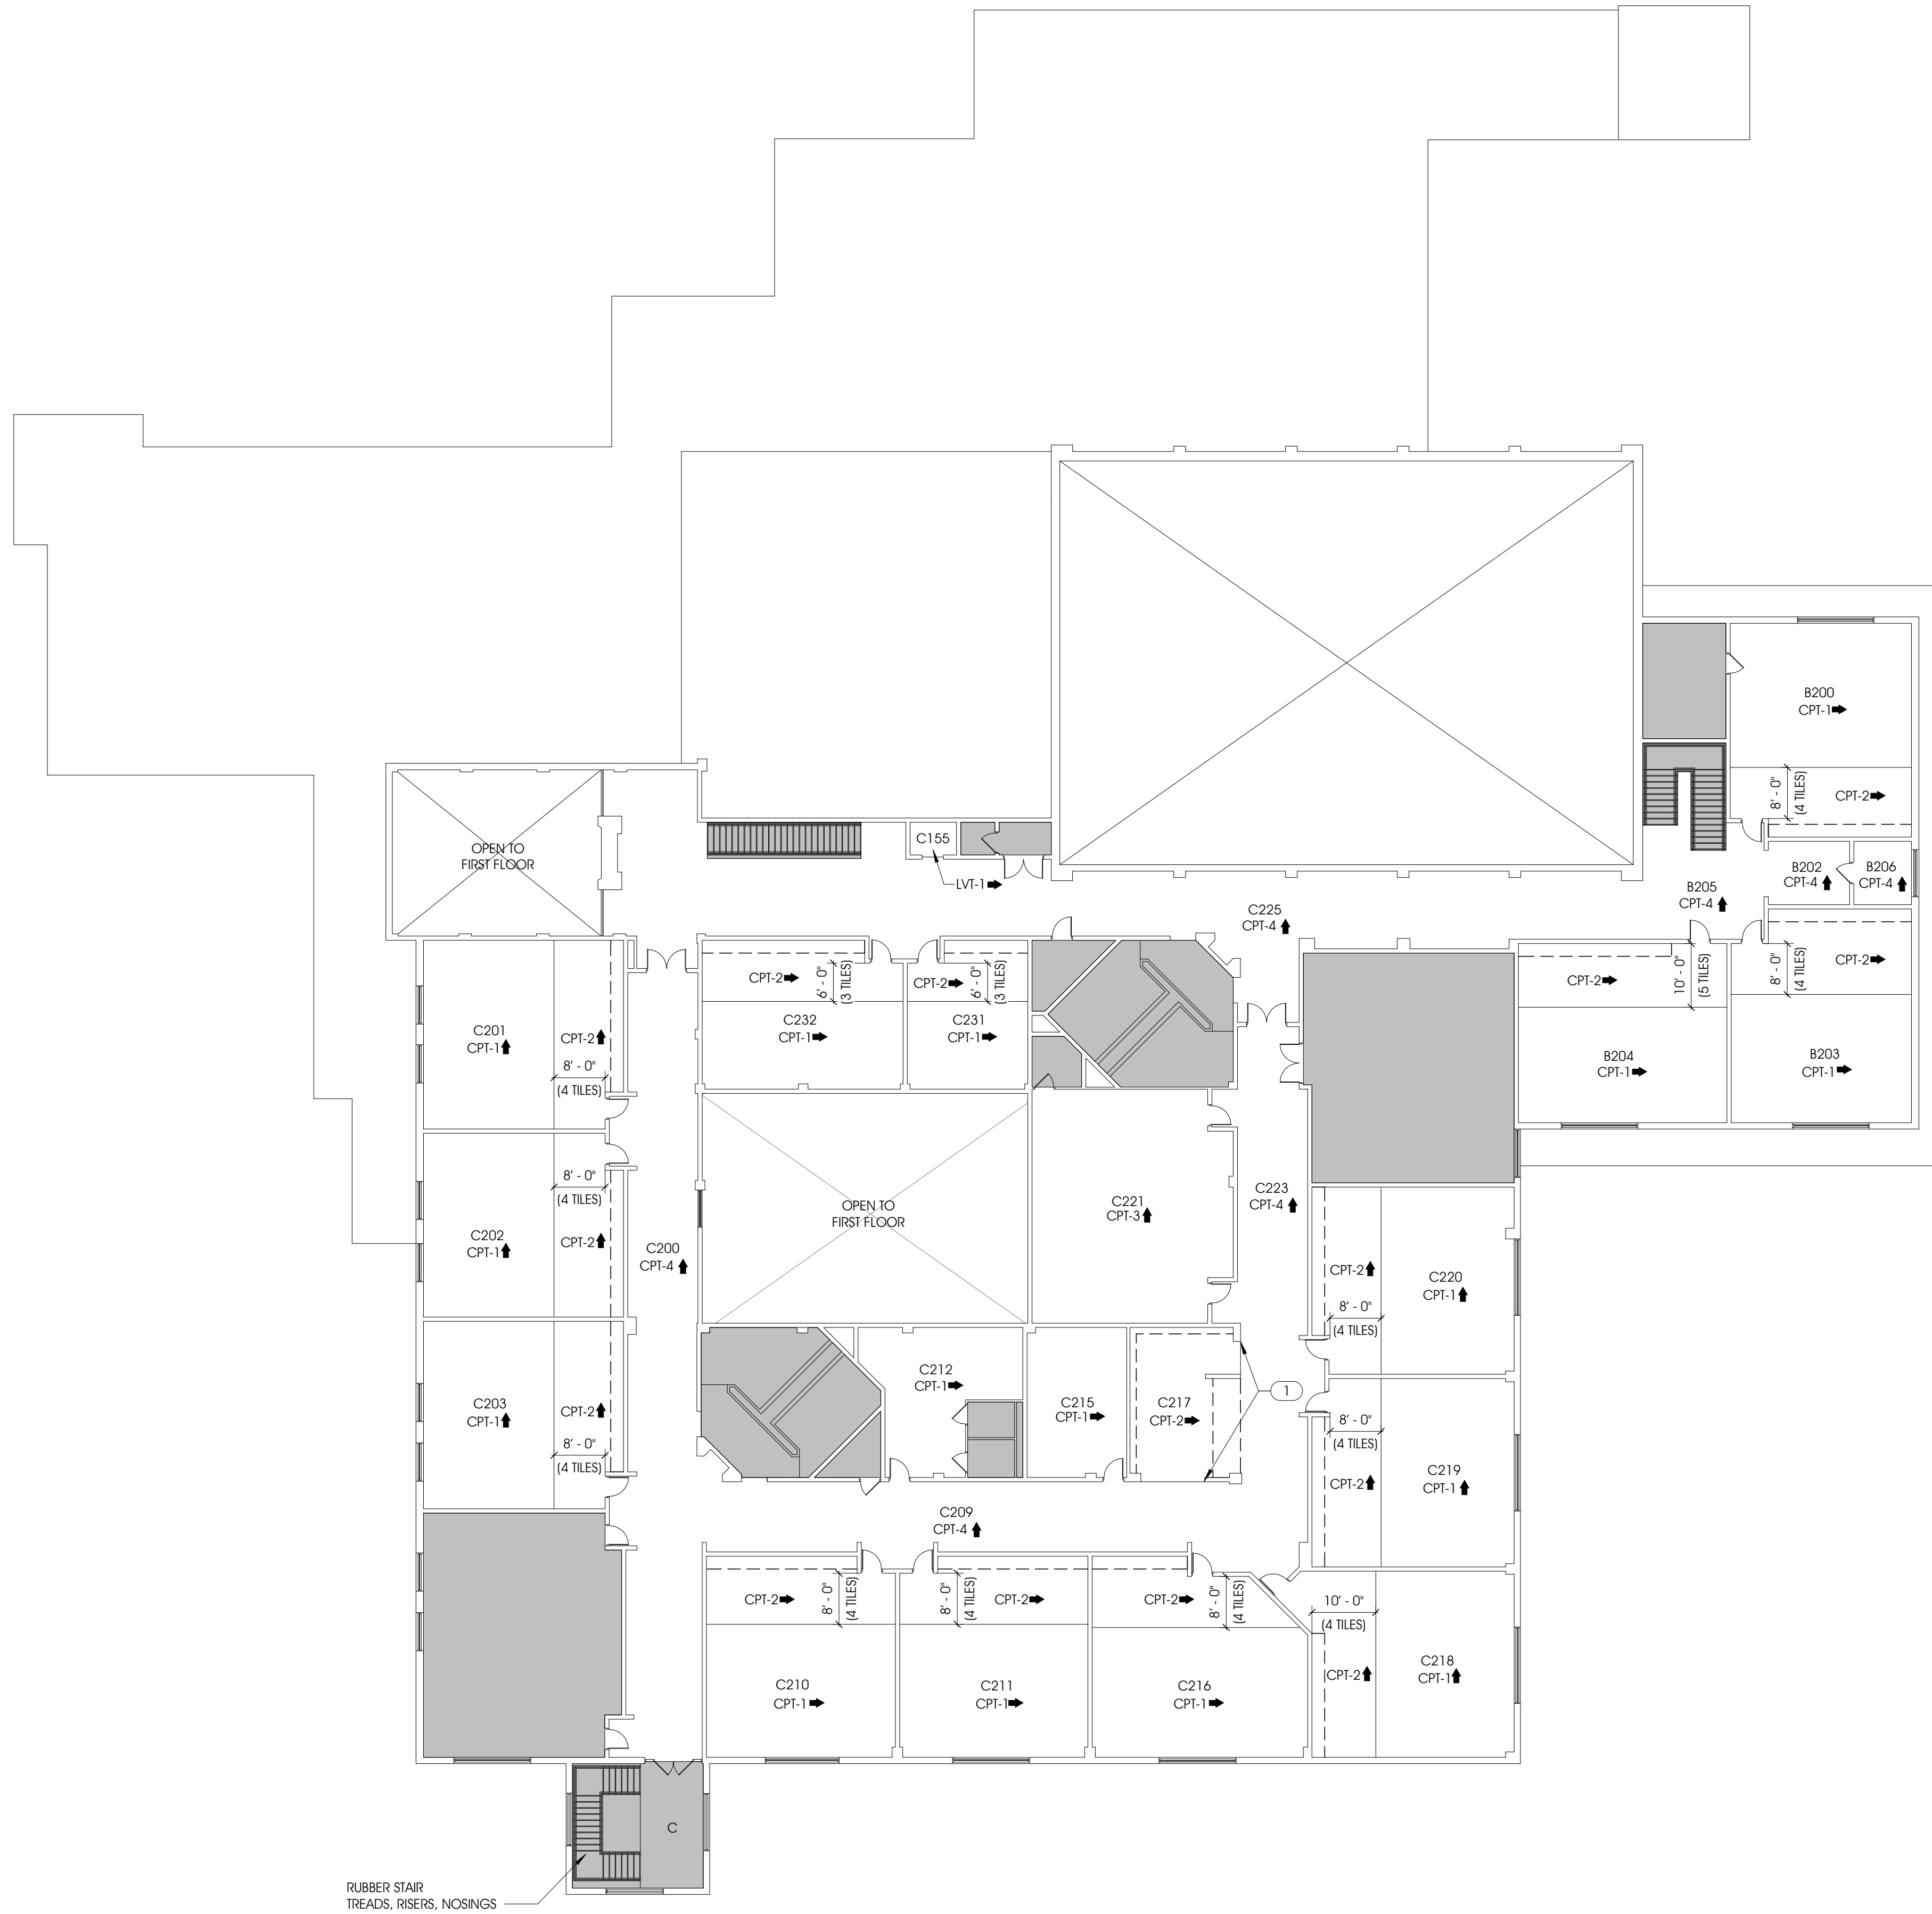 B200
CPT-1
8' - 0"
(4 TILES)
CPT-2
OPEN TO
FIRST FLOOR
C155
LVT-1
B202
CPT-4
B206
CPT-4
B205
CPT-4
C225
CPT-4
CPT-2
6' - 0"
(3 TILES)
C232
CPT-1
CPT-2
6' - 0"
(3 TILES)
C231
CPT-1
CPT-2
10' - 0"
(5 TILES)
B204
CPT-1
8' - 0"
(4 TILES)
CPT-2
B203
CPT-1
C201
CPT-1
CPT-2
8' - 0"
(4 TILES)
C202
CPT-1
8' - 0"
(4 TILES)
CPT-2
C200
CPT-4
OPEN TO
FIRST FLOOR
C221
CPT-3
C223
CPT-4
CPT-2
8' - 0"
(4 TILES)
C220
CPT-1
C203
CPT-1
CPT-2
8' - 0"
(4 TILES)
C212
CPT-1
C215
CPT-1
C217
CPT-2
1
8' - 0"
(4 TILES)
CPT-2
C219
CPT-1
C209
CPT-4
CPT-2
8' - 0"
(4 TILES)
C210
CPT-1
8' - 0"
(4 TILES)
CPT-2
C211
CPT-1
CPT-2
8' - 0"
(4 TILES)
C216
CPT-1
10' - 0"
(4 TILES)
CPT-2
C218
CPT-1
C
RUBBER STAIR
TREADS, RISERS, NOSINGS